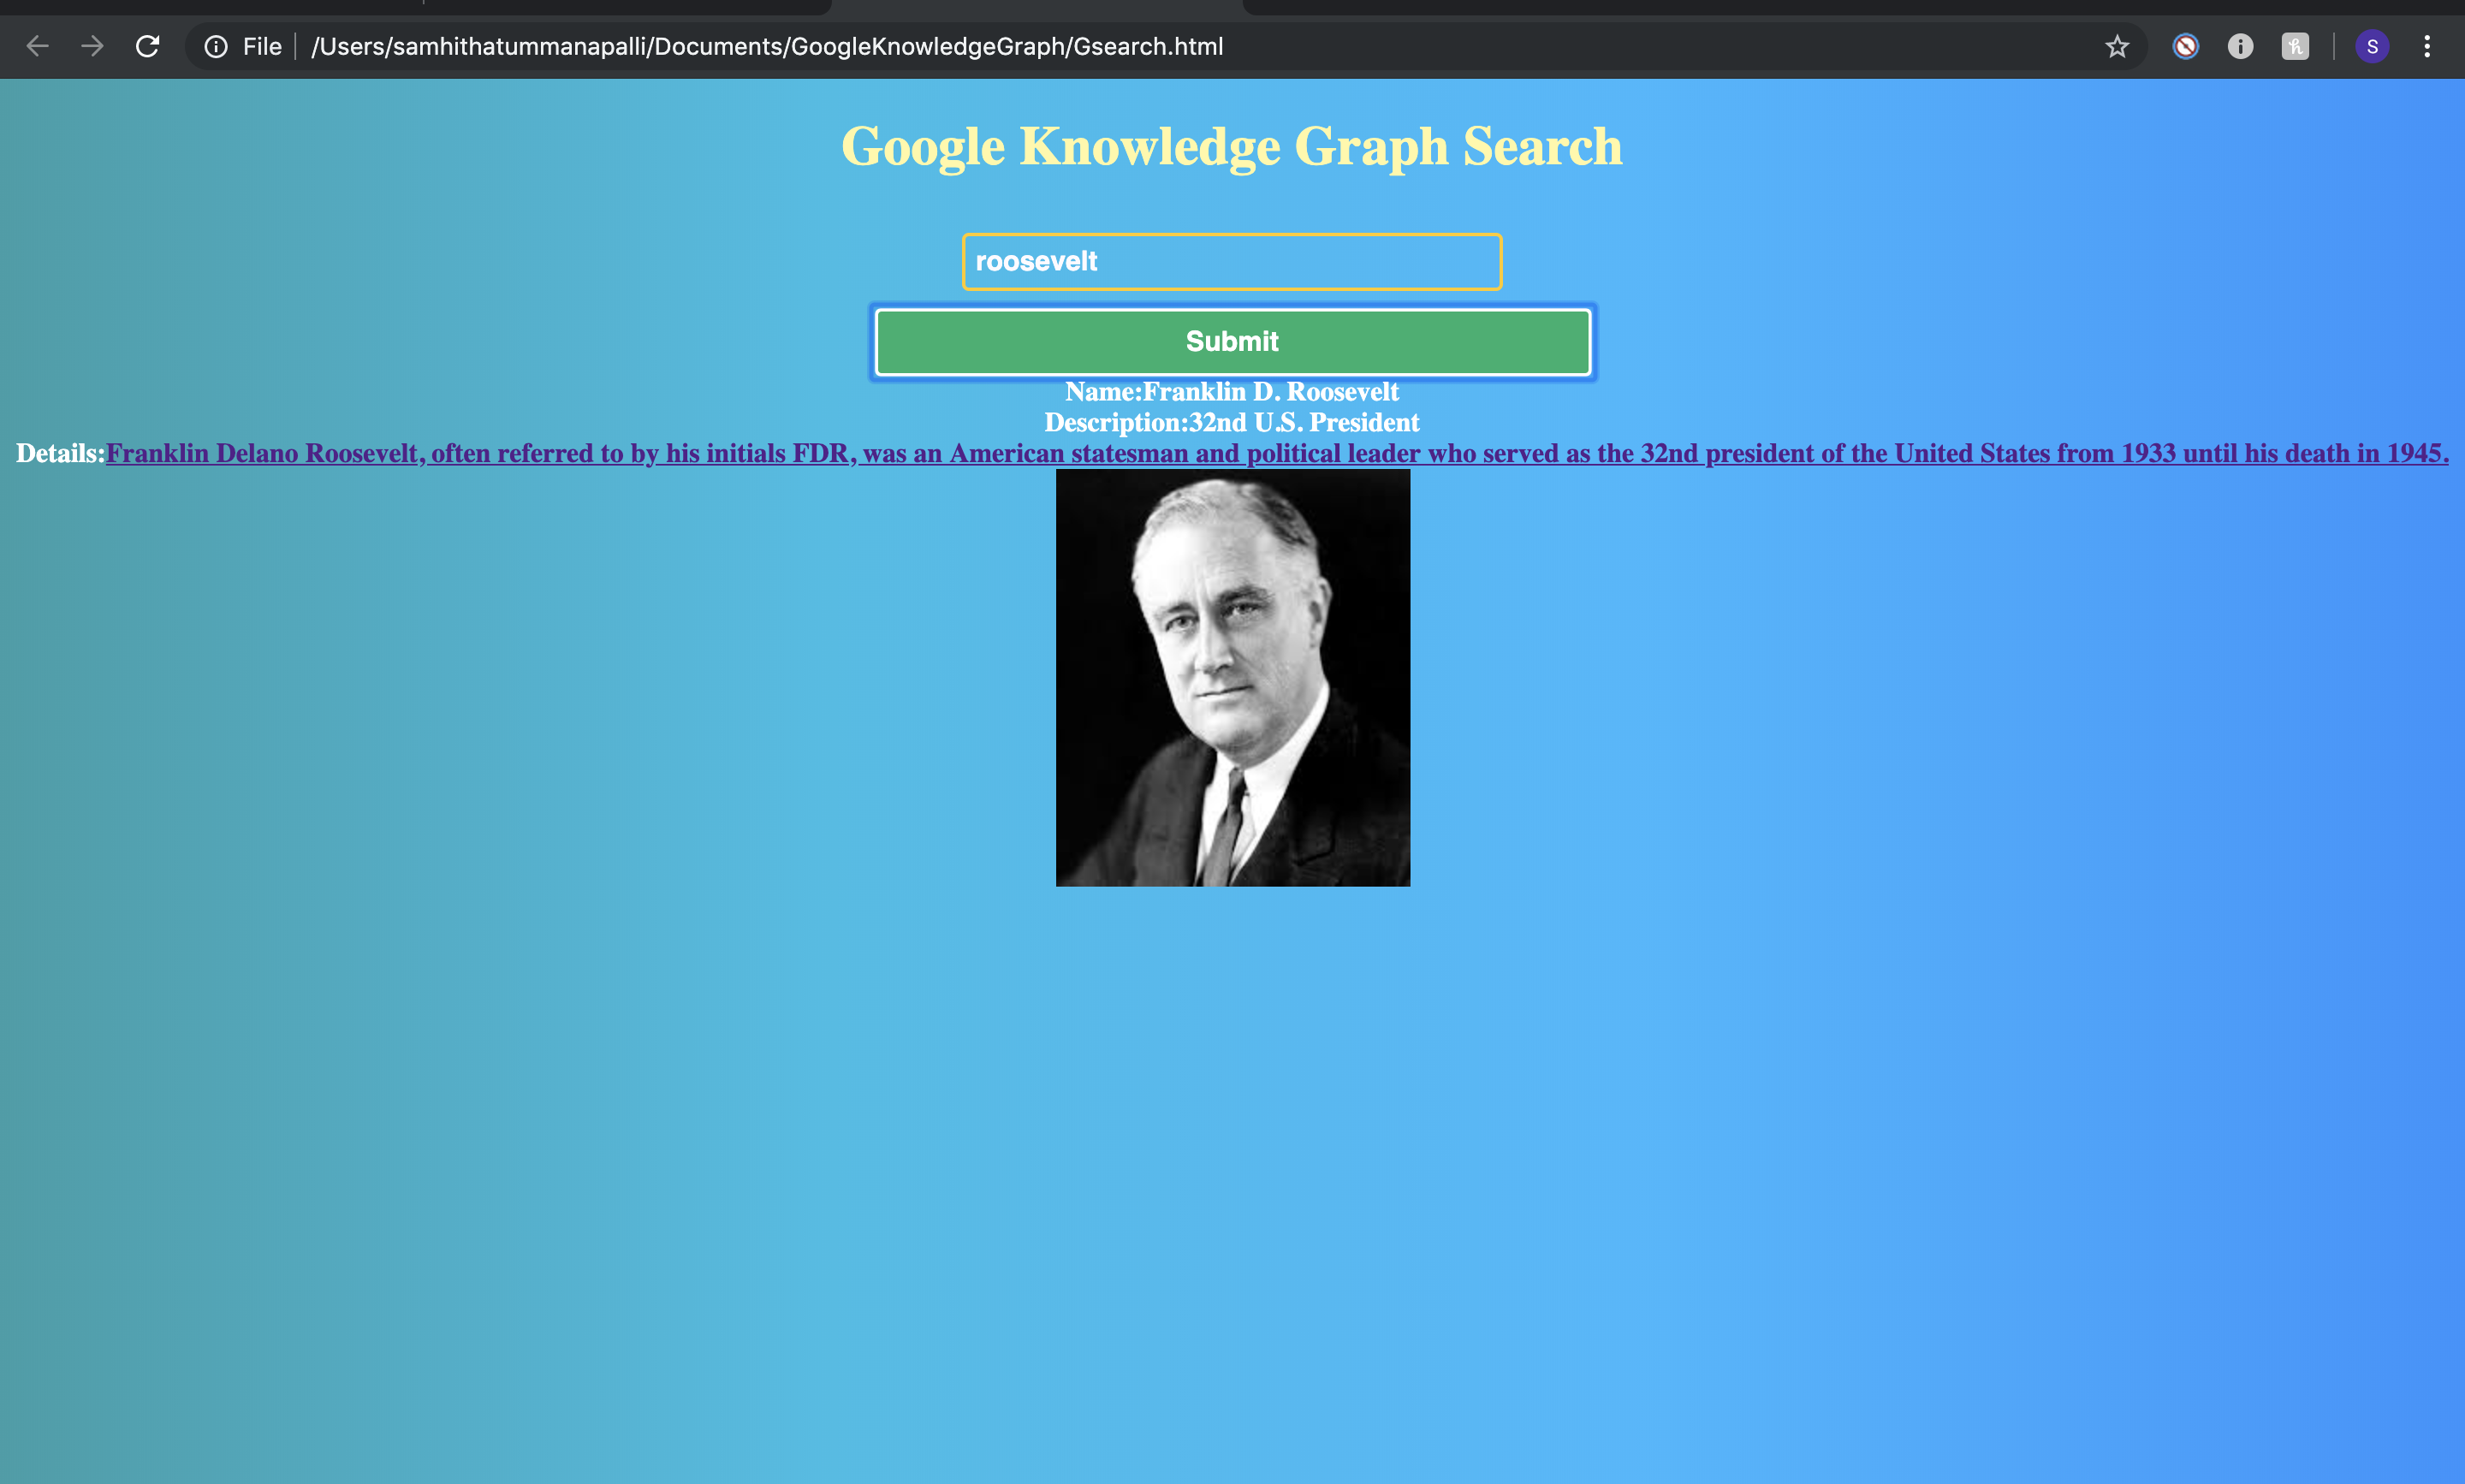 File /Users/samhithatummanapalli/Documents/GoogleKnowledgeGraph/Gsearch.html
S
Google Knowledge Graph Search
roosevelt
Submit
Name:Franklin D. Roosevelt
Description:32nd U.S. President
Details:Franklin Delano Roosevelt, often referred to by his initials FDR, was an American statesman and political leader who served as the 32nd president of the United States from 1933 until his death in 1945.